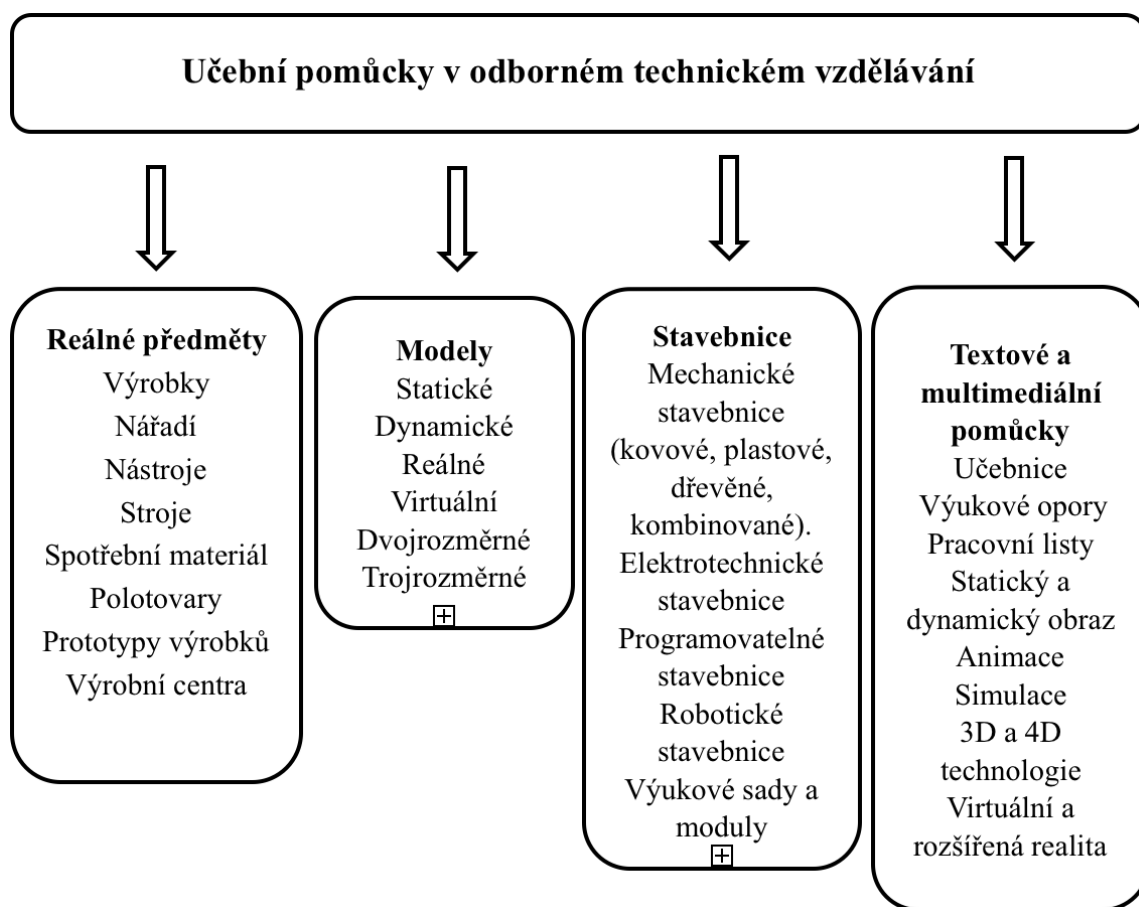 Učební pomůcky v odborném technickém vzdělávání
Reálné předměty
Výrobky
Nářadí
Nástroje
Stroje
Spotřební materiál
Polotovary
Prototypy výrobků
Výrobní centra
Modely
Statické
Dynamické
Reálné
Virtuální
Dvojrozměrné
Trojrozměrné
Stavebnice
Mechanické
stavebnice
(kovové, plastové,
dřevěné,
kombinované).
Elektrotechnické
stavebnice
Programovatelné
stavebnice
Robotické
stavebnice
Výukové sady a
moduly
Textové a
multimediální
pomůcky
Učebnice
Výukové opory
Pracovní listy
Statický a
dynamický obraz
Animace
Simulace
3D a 4D
technologie
Virtuální a
rozšířená realita